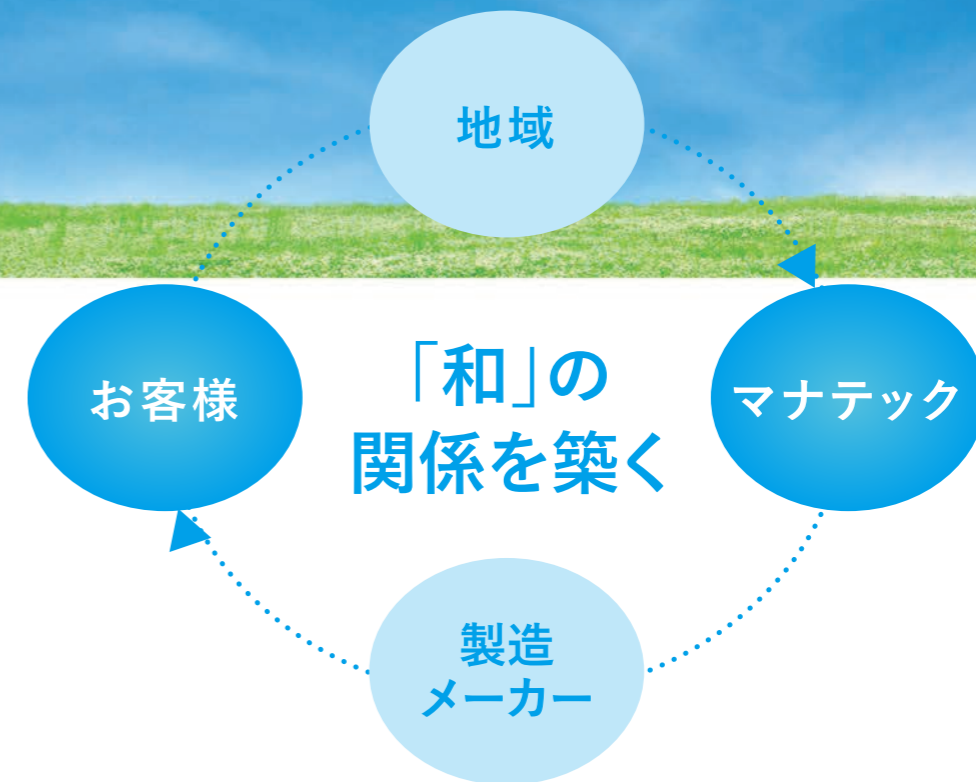 地域
お客様
「和」の
関係を築く
マナテック
製造
メーカー